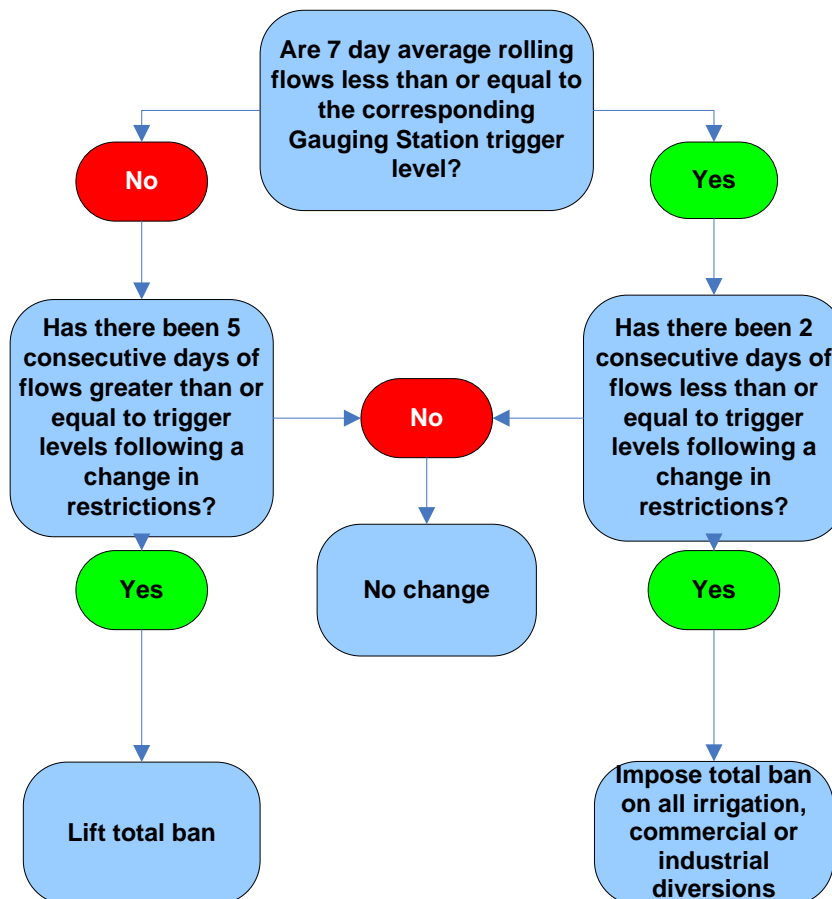 Are 7 day average rolling
flows less than or equal to
the corresponding
Gauging Station trigger
level?
No
Yes
Has there been 5
consecutive days of
flows greater than or
equal to trigger
levels following a
change in
restrictions?
No
Has there been 2
consecutive days of
flows less than or
equal to trigger
levels following a
change in
restrictions?
Yes
No change
Yes
Lift total ban
Impose total ban
on all irrigation,
commercial or
industrial
diversions